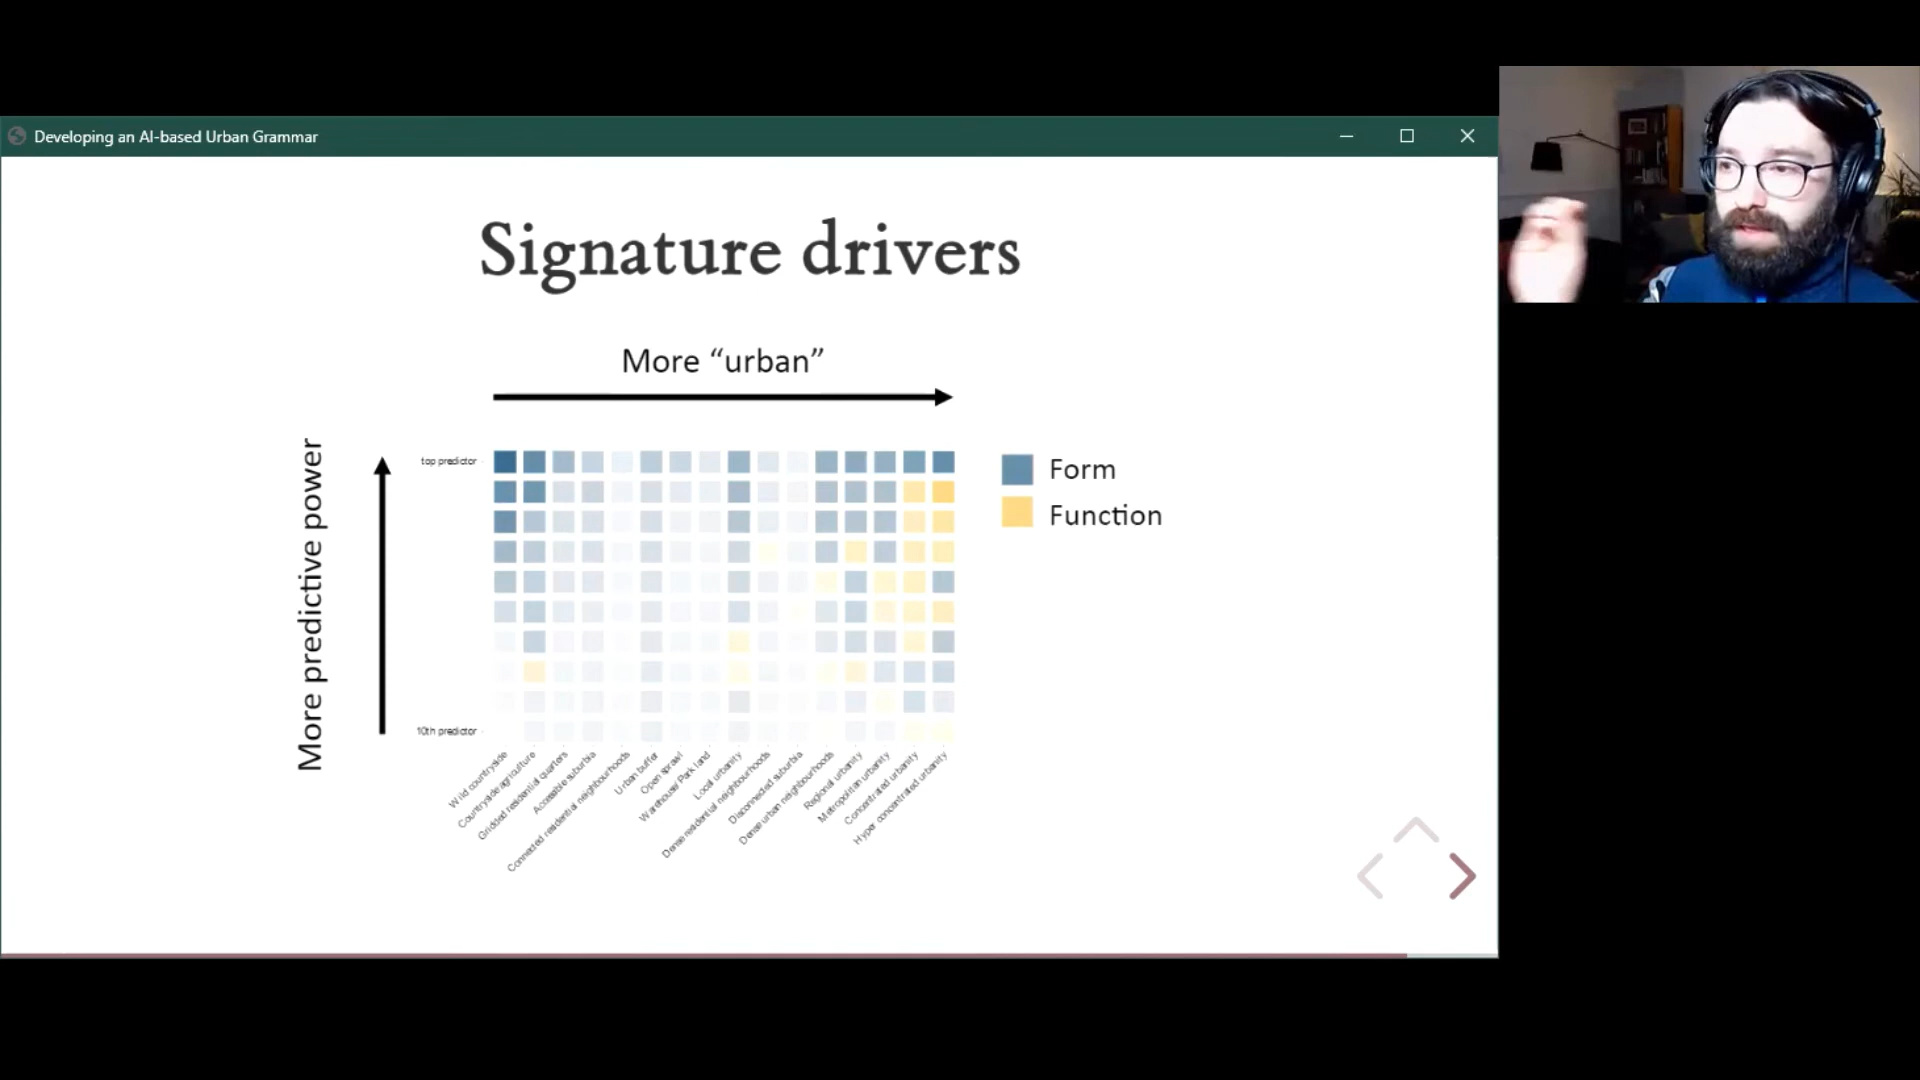 Developing an AI-based Urban Grammar
Signature drivers
More “urban”
More predictive power
top predictor
10th predictor
Form
Function
Wild countryside
Countryside agriculture
Gridded residential quarters
Accessible suburbia
Connected residential neighbourhoods
Urban buffer
Open sprawl
Warehouse/Park land
Local urbanity
Dense residential neighbourhoods
Disconnected suburbia
Dense urban neighbourhoods
Regional urbanity
Metropolitan urbanity
Concentrated urbanity
Hyper concentrated urbanity